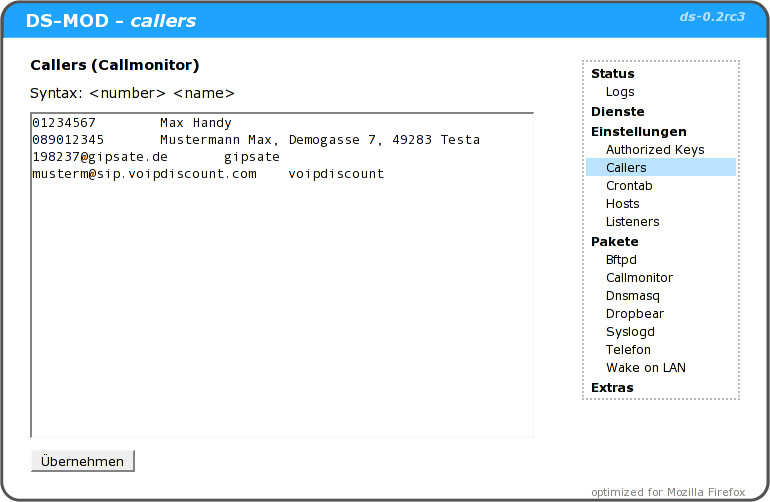 DS-MOD – callers
ds-0.2rc3
Callers (Callmonitor)
Syntax: <number> <name>
01234567 Max Handy
089012345 Mustermann Max, Demogasse 7, 49283 Testa
198237@gipsate.de gipsate
musterm@sip.voipdiscount.com voipdiscount
Übernehmen
Status
Logs
Dienste
Einstellungen
Authorized Keys
Callers
Crontab
Hosts
Listeners
Pakete
Bftpd
Callmonitor
Dnsmasq
Dropbear
Syslogd
Telefon
Wake on LAN
Extras
optimized for Mozilla Firefox